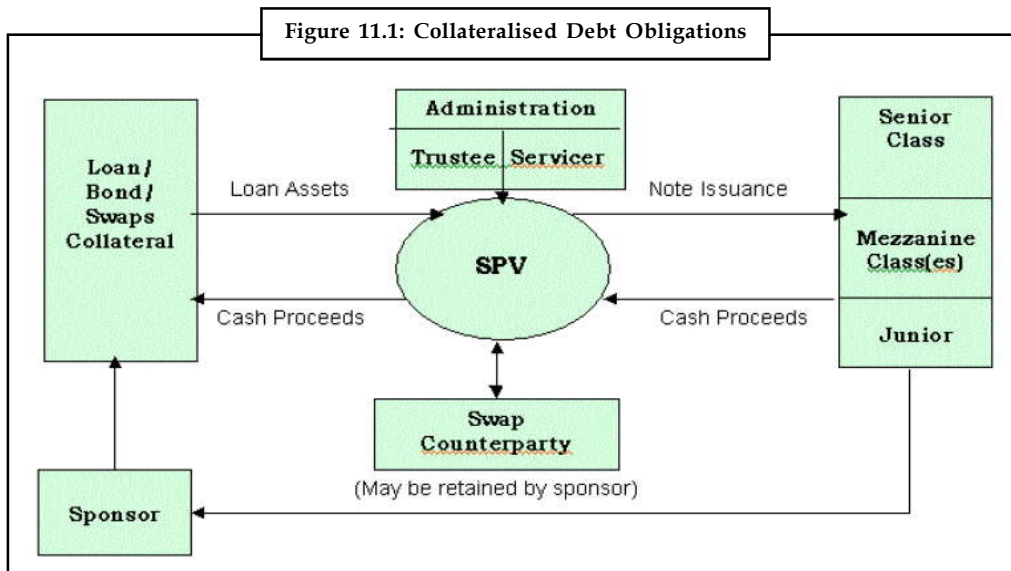 Figure 11.1: Collateralised Debt Obligations
Loan/
Bond/
Swaps
Collateral
Loan Assets
Cash Proceeds
Administration
Trustee Servicer
SPV
Note Issuance
Cash Proceeds
Senior
Class
Mezzanine
Class(es)
Junior
Swap
Counterparty
(May be retained by sponsor)
Sponsor